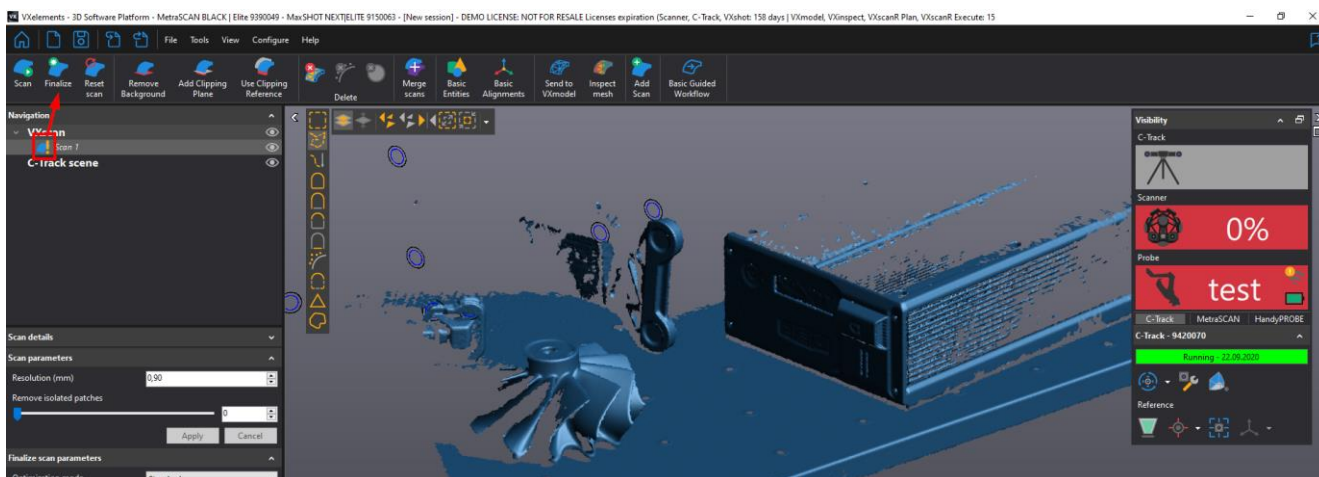 VXelements - 3D Software Platform - MetraSCAN BLACK | Elite 9390049 - MaxSHOT NEXT|ELITE 9150063 - [New session] - DEMO LICENSE: NOT FOR RESALE Licenses expiration (Scanner, C-Track, VXshot: 158 days | VXmodel, VXinspect, VXscanR Plan, VXscanR Execute: 15
File Tools View Configure Help
Scan Finalize Reset scan Remove Background Add Clipping Plane Use Clipping Reference Delete Merge scans Basic Entities Basic Alignments Send to VXmodel Inspect mesh Add Scan Basic Guided Workflow
Navigation
Scan 1
C-Track scene
Scan details
Scan parameters
Resolution (mm) 0,90
Remove isolated patches
0
Apply Cancel
Finalize scan parameters
Visibility
C-Track
Scanner
0%
Probe
test
C-Track MetraSCAN HandyPROBE
C-Track - 9420070
Running - 22.09.2020
Reference